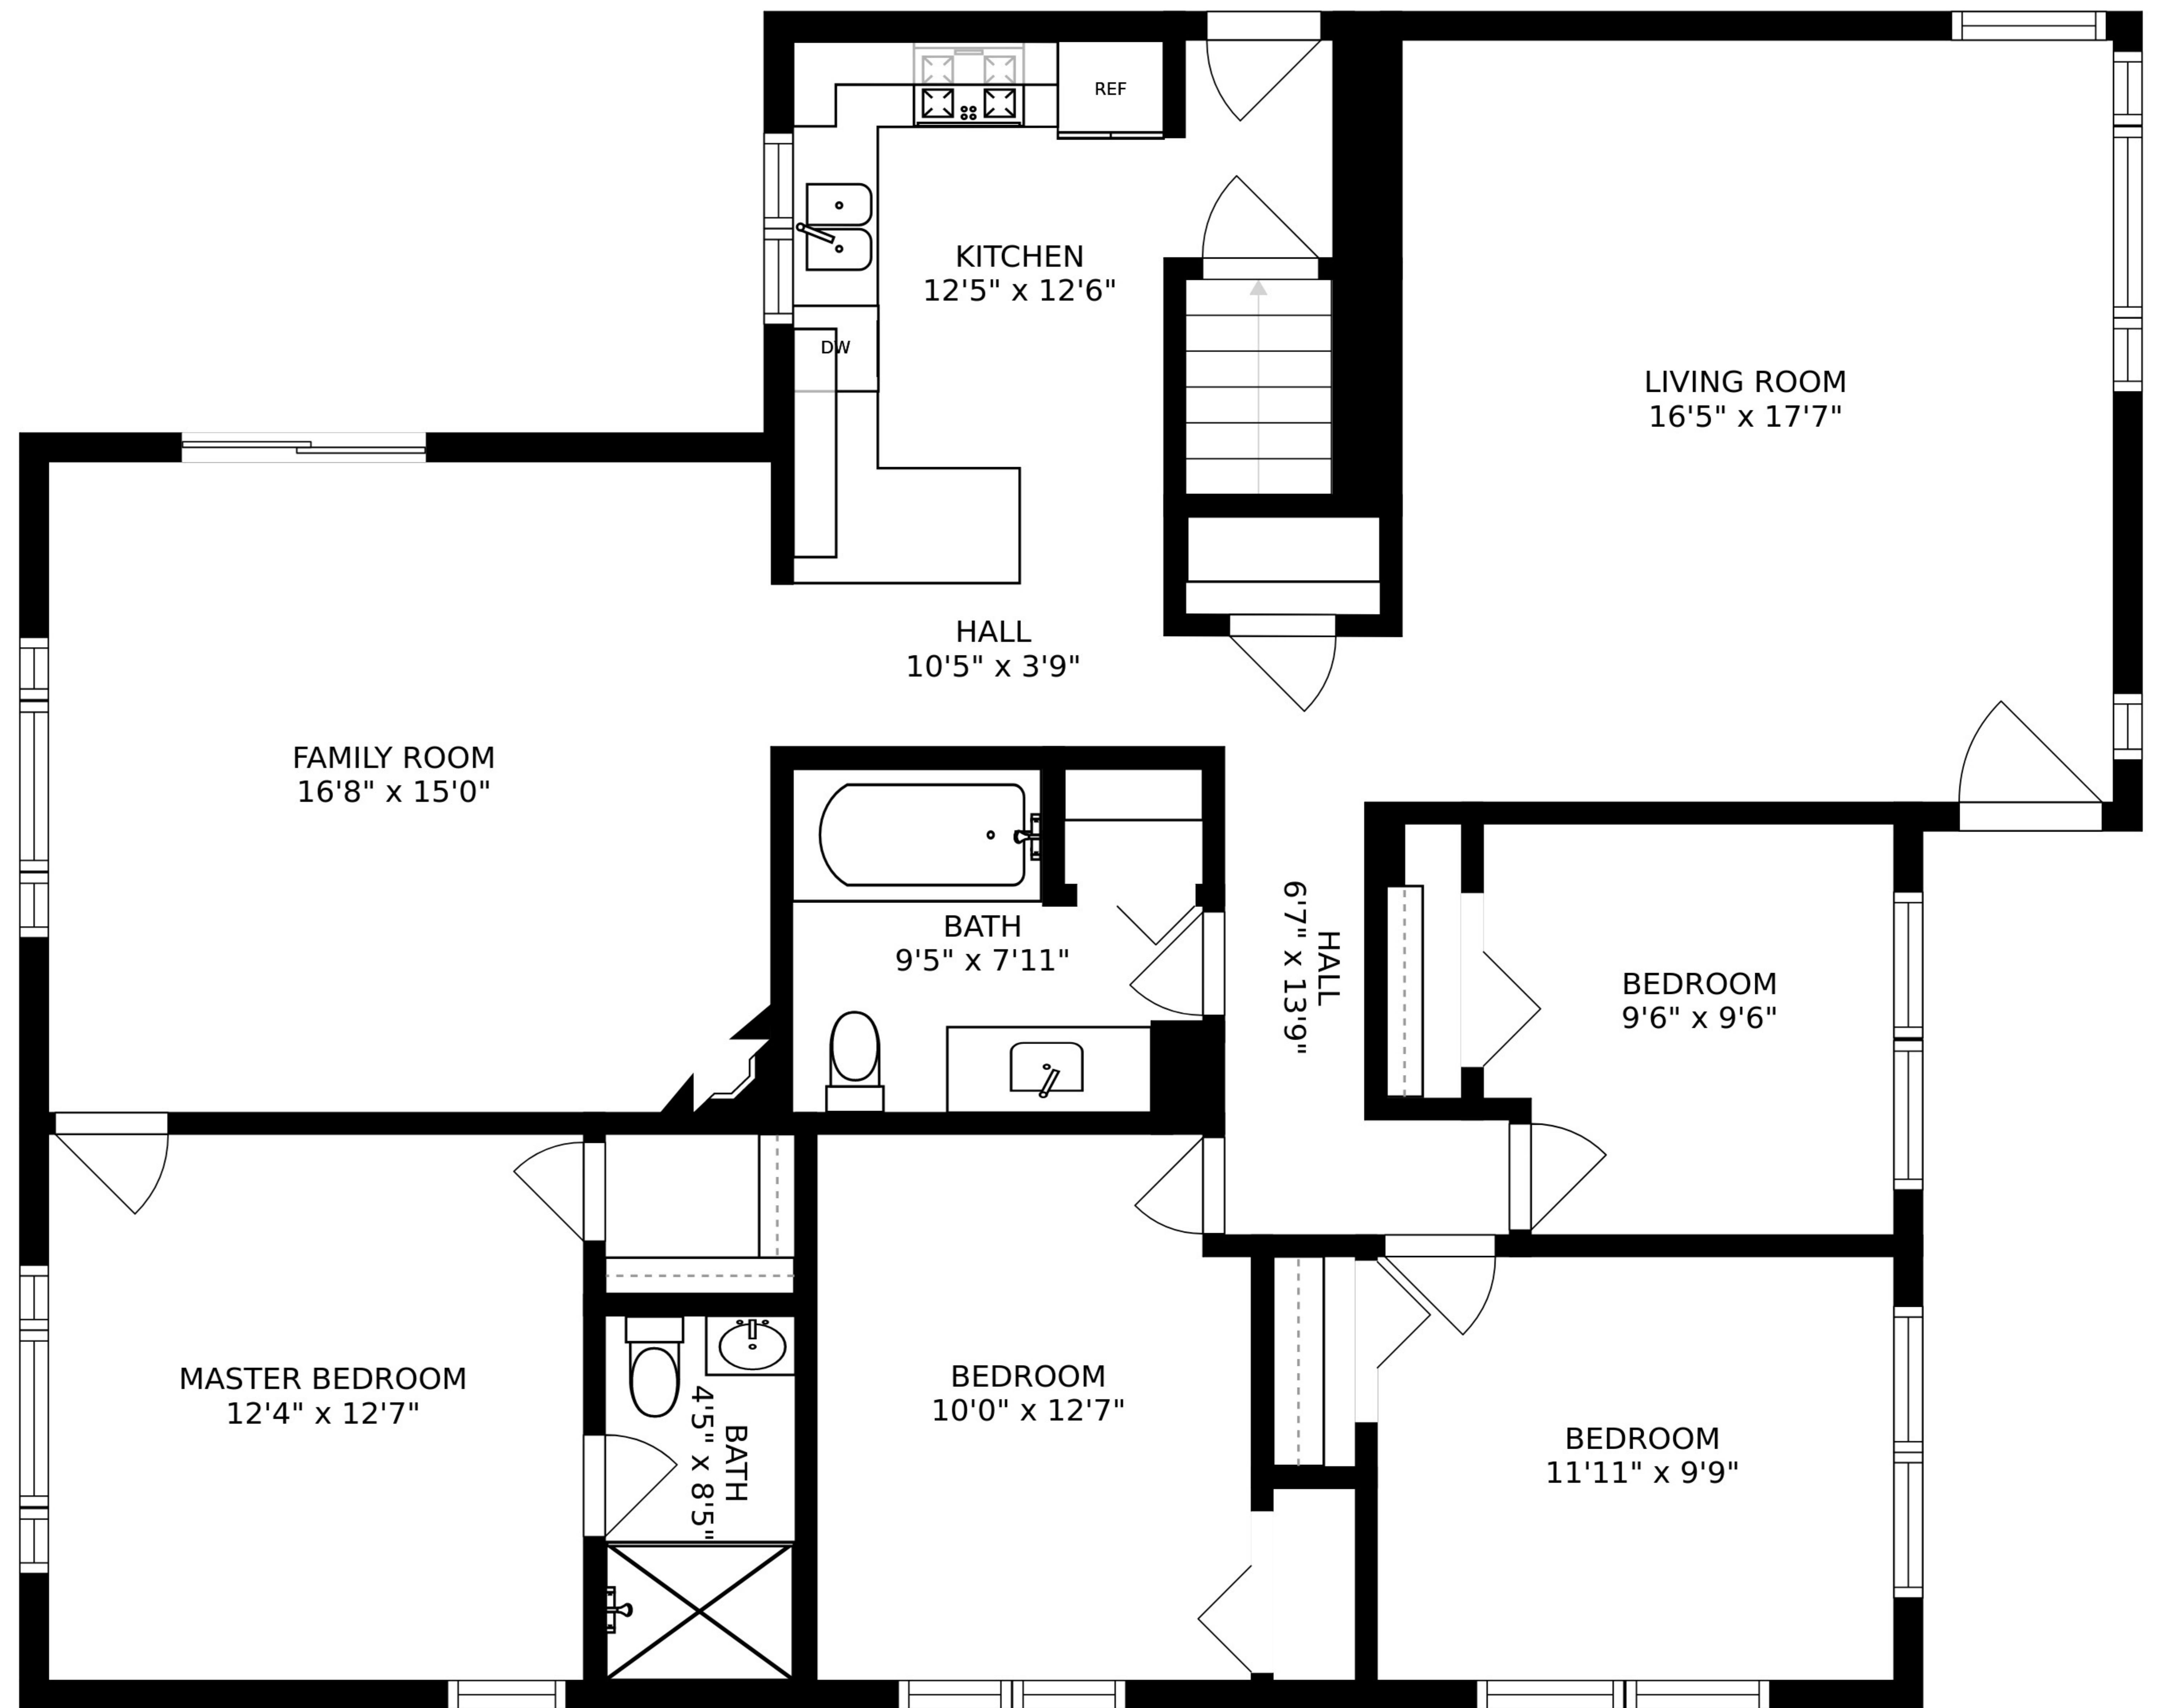 REF
KITCHEN
12'5" x 12'6"
DW
LIVING ROOM
16'5" x 17'7"
HALL
10'5" x 3'9"
FAMILY ROOM
16'8" x 15'0"
BATH
9'5" x 7'11"
HALL
6'7" x 13'9"
BEDROOM
9'6" x 9'6"
MASTER BEDROOM
12'4" x 12'7"
BATH
4'5" x 8'5"
BEDROOM
10'0" x 12'7"
BEDROOM
11'11" x 9'9"